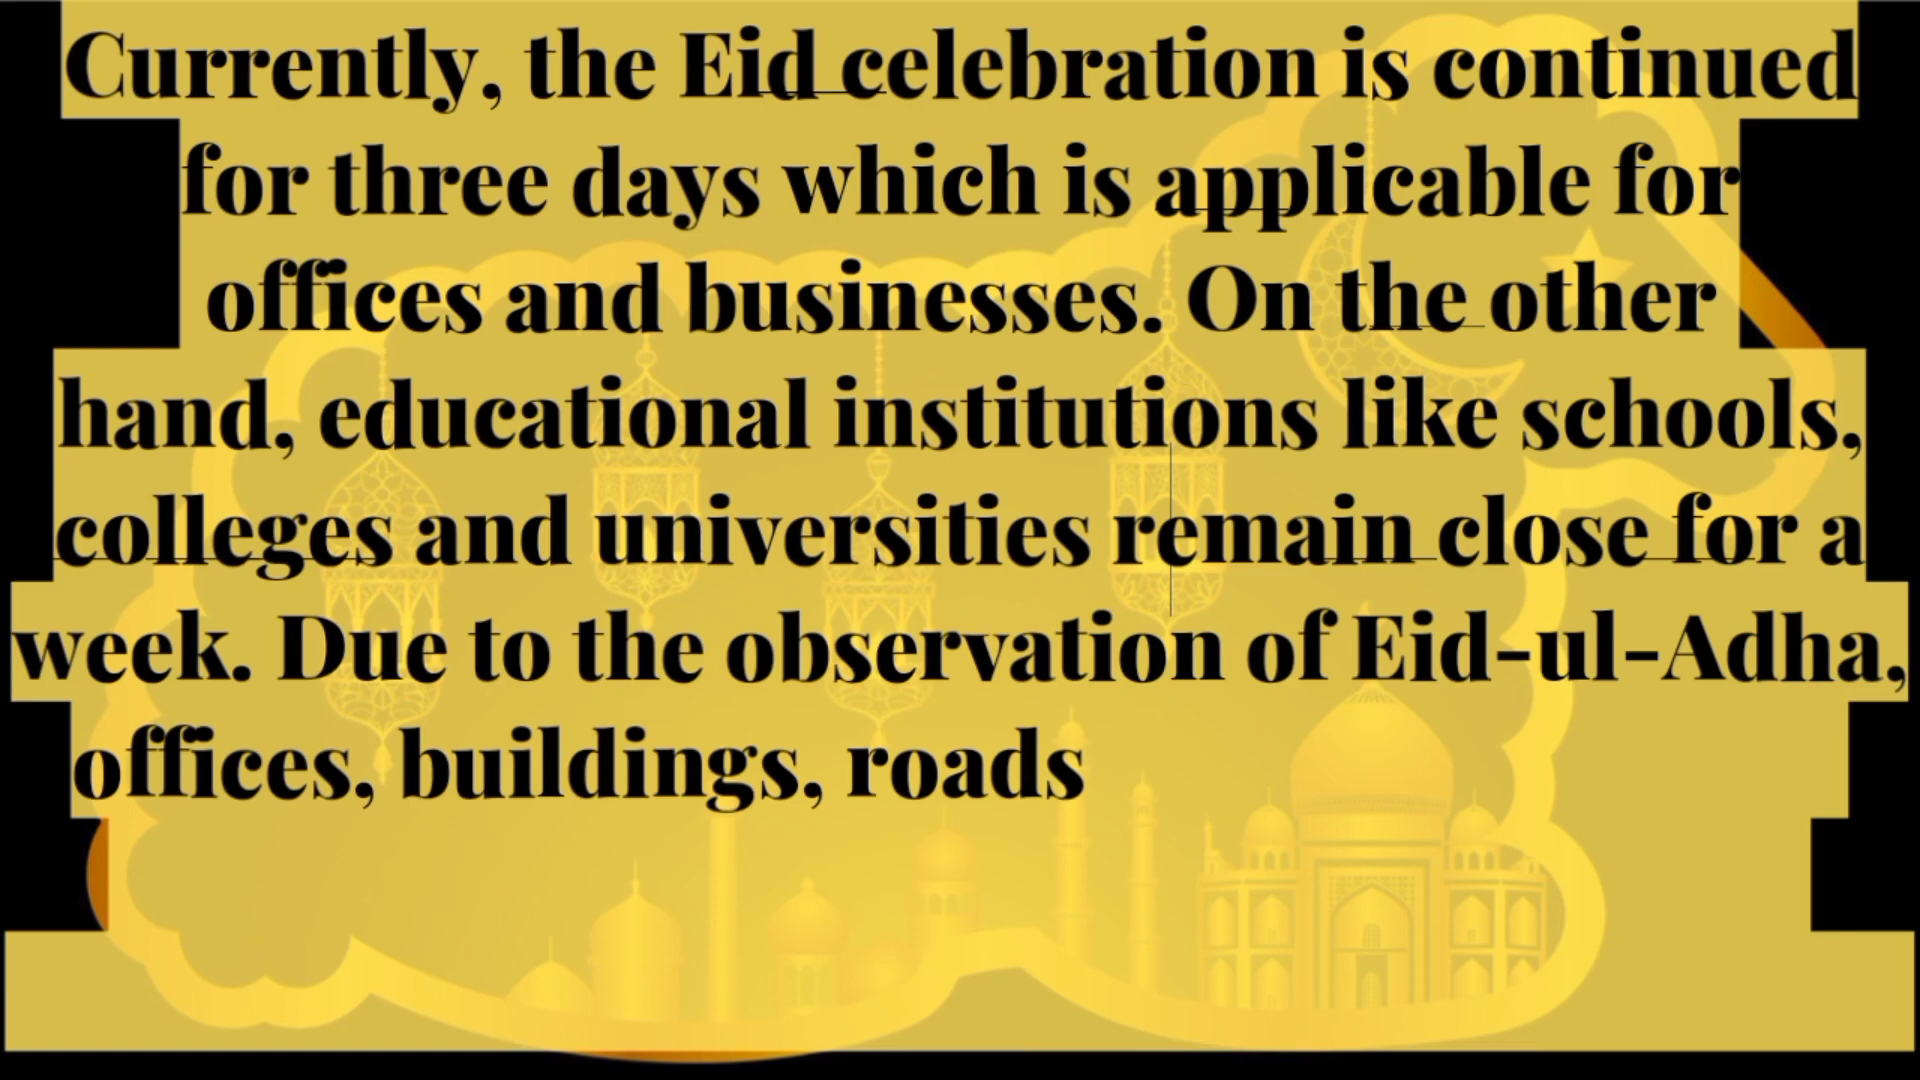 Currently, the Eid celebration is continued
for three days which is applicable for
offices and businesses. On the other
hand, educational institutions like schools,
colleges and universities remain close for a
week. Due to the observation of Eid-ul-Adha,
offices, buildings, roads